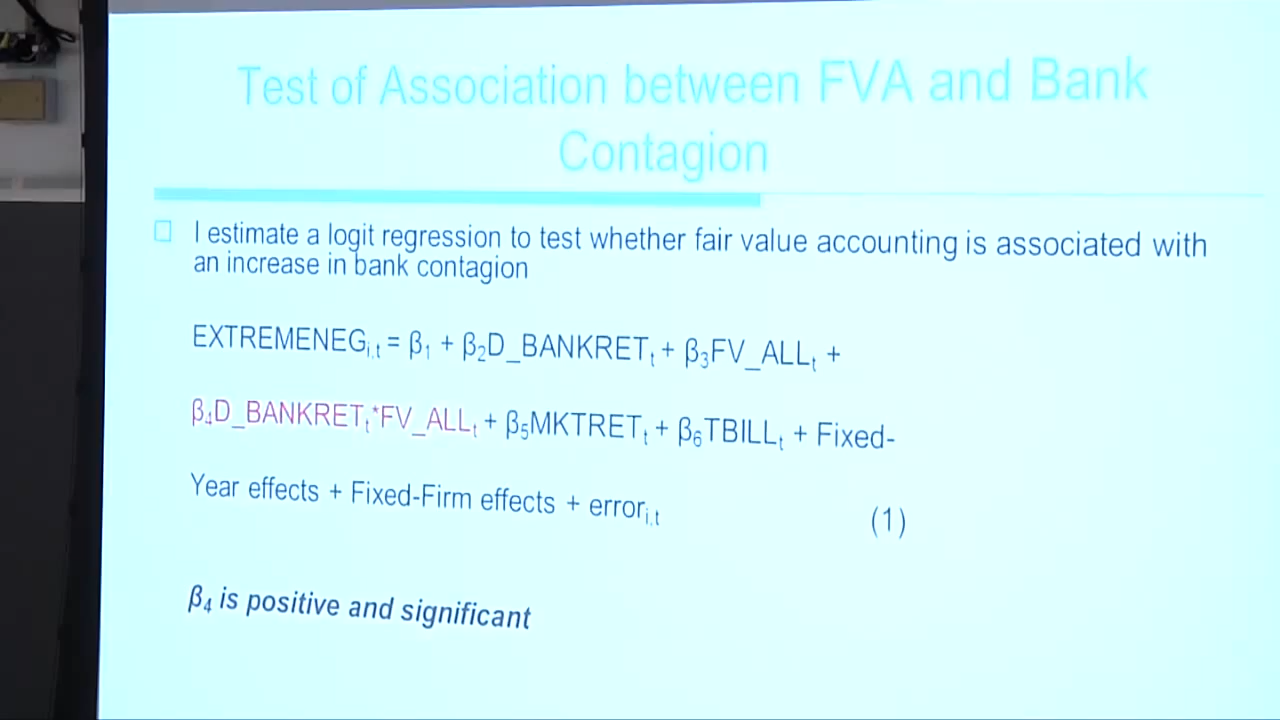 Test of Association between FVA and Bank
Contagion
I estimate a logit regression to test whether fair value accounting is associated with
an increase in bank contagion
EXTREMENEGᵢ,ₜ = β₁ + β₂D_BANKRETₜ + β₃FV_ALLₜ +
β₄D_BANKRETₜ*FV_ALLₜ + β₅MKTRETₜ + β₆TBILLₜ + Fixed-
Year effects + Fixed-Firm effects + errorᵢ,ₜ (1)
β₄ is positive and significant